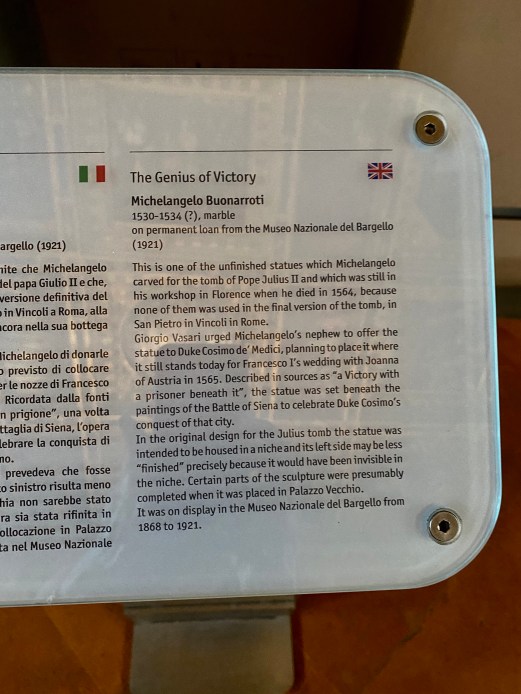 argello (1921)
nite che Michelangelo
del papa Giulio II e che,
versione definitiva del
o in Vincoli a Roma, alla
ncora nella sua bottega
Michelangelo di donarle
o previsto di collocare
er le nozze di Francesco
Ricordata dalla fonti
n prigione", una volta
ttaglia di Siena, l'opera
lebrare la conquista di
no.
prevedeva che fosse
to sinistro risulta meno
chia non sarebbe stato
ra sia stata rifinita in
ollocazione in Palazzo
ta nel Museo Nazionale
The Genius of Victory
Michelangelo Buonarroti
1530-1534 (?), marble
on permanent loan from the Museo Nazionale del Bargello
(1921)
This is one of the unfinished statues which Michelangelo
carved for the tomb of Pope Julius II and which was still in
his workshop in Florence when he died in 1564, because
none of them was used in the final version of the tomb, in
San Pietro in Vincoli in Rome.
Giorgio Vasari urged Michelangelo's nephew to offer the
statue to Duke Cosimo de' Medici, planning to place it where
it still stands today for Francesco I's wedding with Joanna
of Austria in 1565. Described in sources as "a Victory with
a prisoner beneath it", the statue was set beneath the
paintings of the Battle of Siena to celebrate Duke Cosimo's
conquest of that city.
In the original design for the Julius tomb the statue was
intended to be housed in a niche and its left side may be less
"finished" precisely because it would have been invisible in
the niche. Certain parts of the sculpture were presumably
completed when it was placed in Palazzo Vecchio.
It was on display in the Museo Nazionale del Bargello from
1868 to 1921.